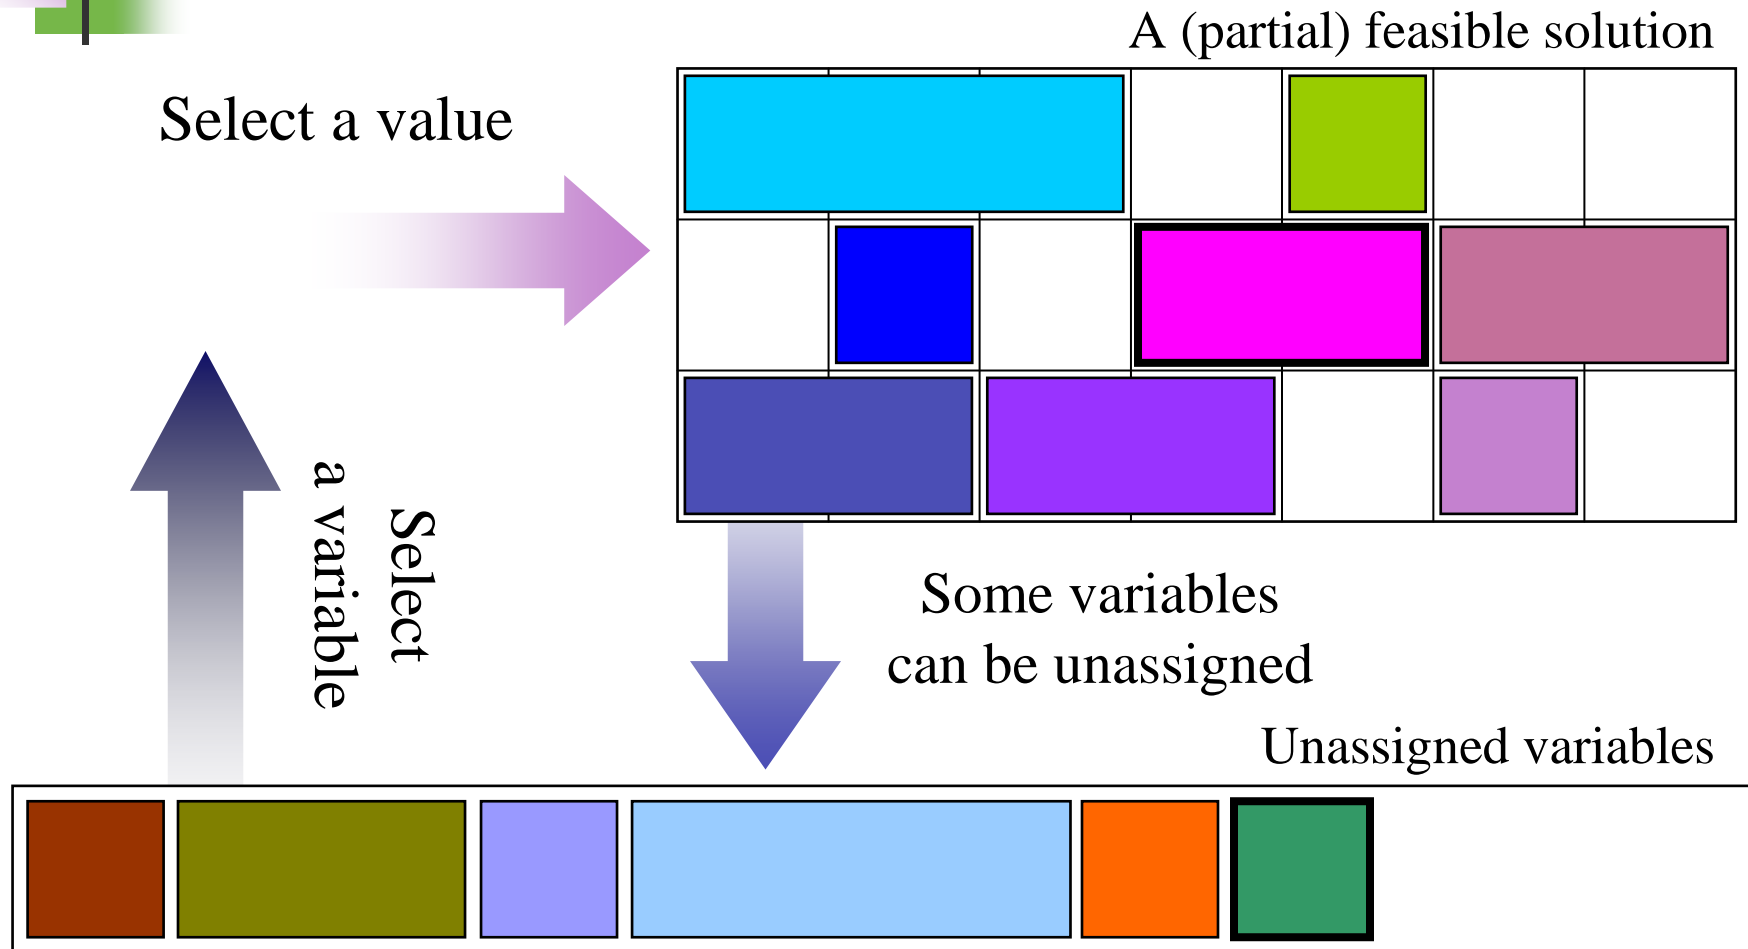 A (partial) feasible solution
Select a value
Select
a variable
Some variables
can be unassigned
Unassigned variables